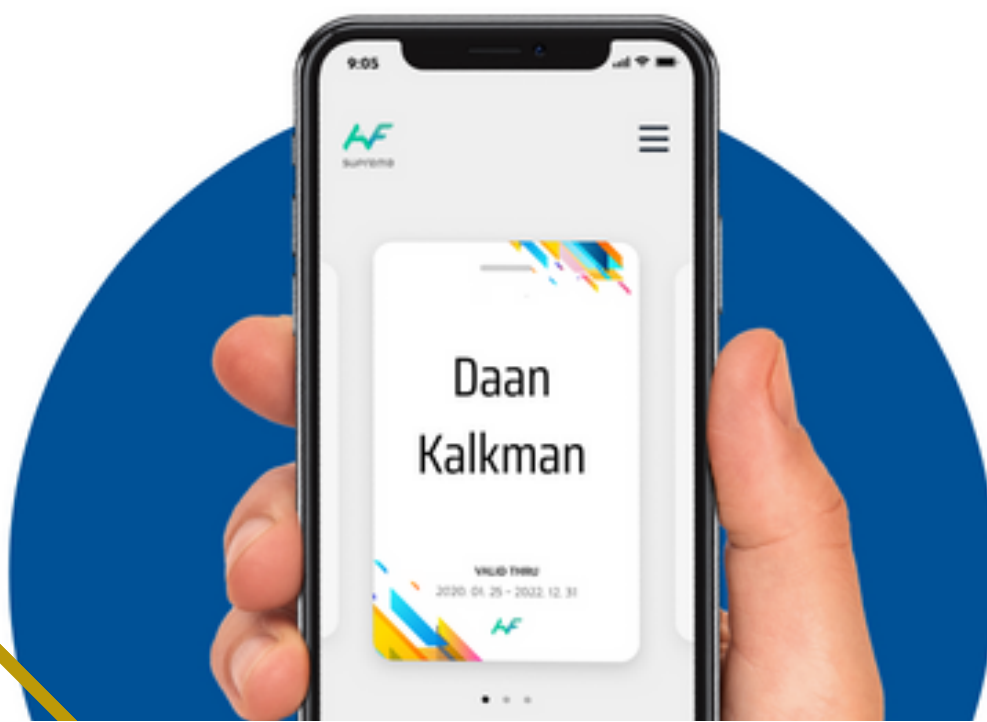 9:05
suprema
Daan
Kalkman
VALID THRU
2020. 01. 25 - 2022. 12. 31